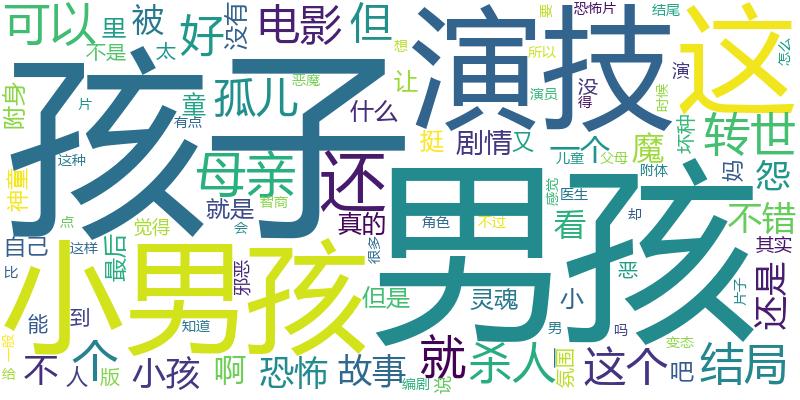 可以
里
被
好
没有
电影
但
演技
这
恐怖片
结尾
要
想
所以
怎么
不是
太
让
没
得
演
演员
时候
附身
片
恶魔
童
孤儿
什么
挺
剧情
又
一个
儿童
父母
魔
坏种
转世
孩子
有点
这种
母亲
还
附体
妈
怨
神童
智商
就是
会
真的
男孩
感觉
医生
看
不错
点
觉得
角色
不过
却
自己
这样
最后
小男孩
邪恶
很多
但是
灵魂
小
恶
其实
还是
片子
比
能
到
知道
男
吗
变态
一般
给
不
人
个
版
小孩
啊
恐怖
故事
就
编剧
说
杀人
氛围
这个
吧
结局